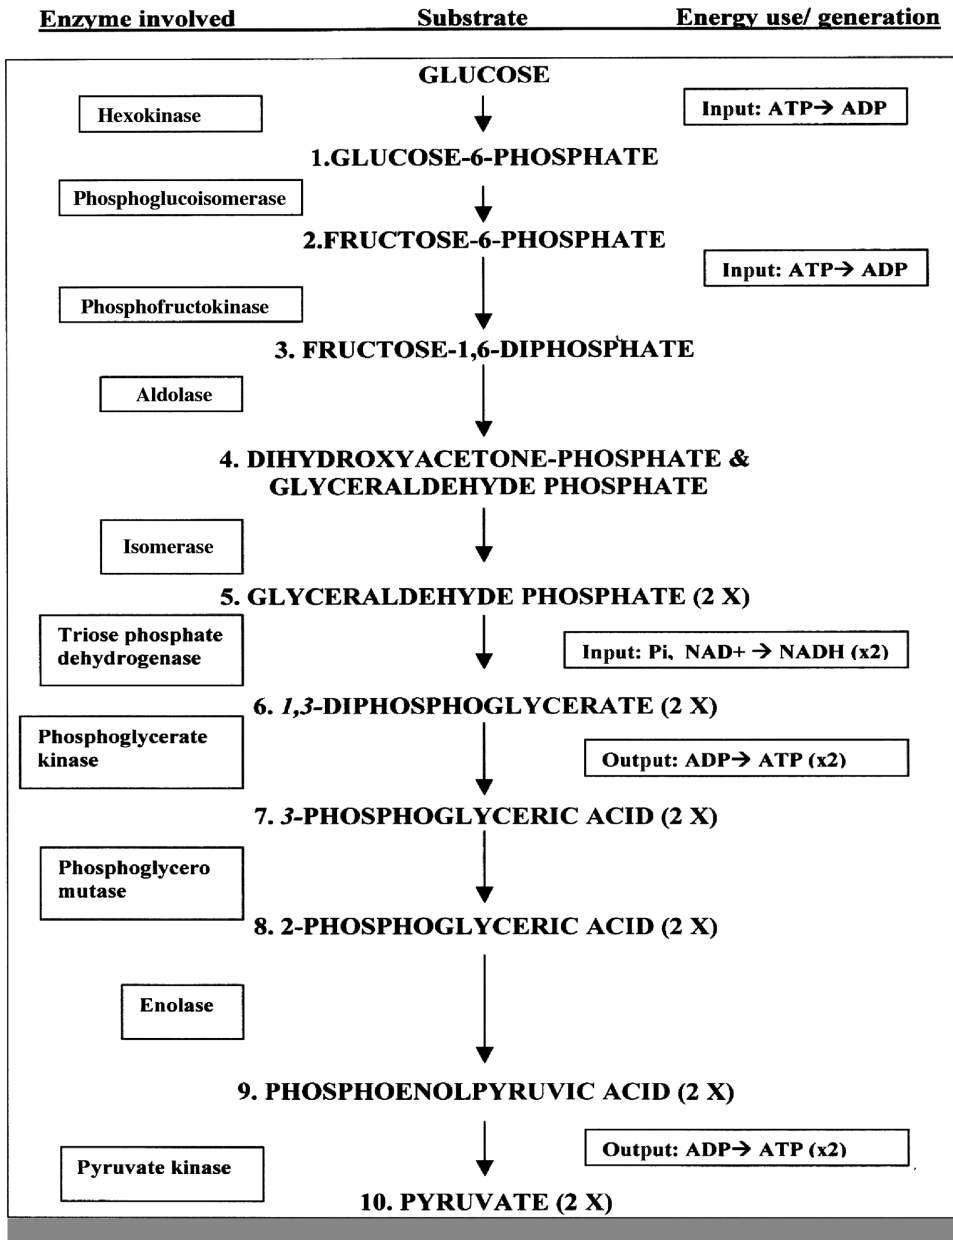 Enzyme involved Substrate Energy use/ generation
GLUCOSE
Hexokinase
Input: ATP→ ADP
1.GLUCOSE-6-PHOSPHATE
Phosphoglucoisomerase
2.FRUCTOSE-6-PHOSPHATE
Input: ATP→ ADP
Phosphofructokinase
3. FRUCTOSE-1,6-DIPHOSPHATE
Aldolase
4. DIHYDROXYACETONE-PHOSPHATE &
GLYCERALDEHYDE PHOSPHATE
Isomerase
5. GLYCERALDEHYDE PHOSPHATE (2 X)
Triose phosphate
dehydrogenase
Input: Pi, NAD+ → NADH (x2)
6. 1,3-DIPHOSPHOGLYCERATE (2 X)
Phosphoglycerate
kinase
Output: ADP→ ATP (x2)
7. 3-PHOSPHOGLYCERIC ACID (2 X)
Phosphoglycero
mutase
8. 2-PHOSPHOGLYCERIC ACID (2 X)
Enolase
9. PHOSPHOENOLPYRUVIC ACID (2 X)
Output: ADP→ ATP (x2)
Pyruvate kinase
10. PYRUVATE (2 X)